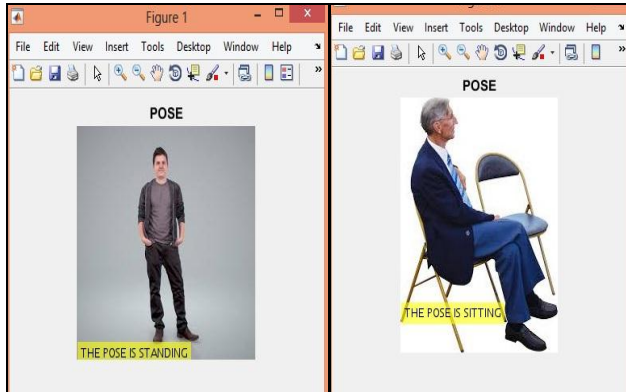 Figure 1
File Edit View Insert Tools Desktop Window Help
POSE
THE POSE IS STANDING
File Edit View Insert Tools Desktop Window Help
POSE
THE POSE IS SITTING